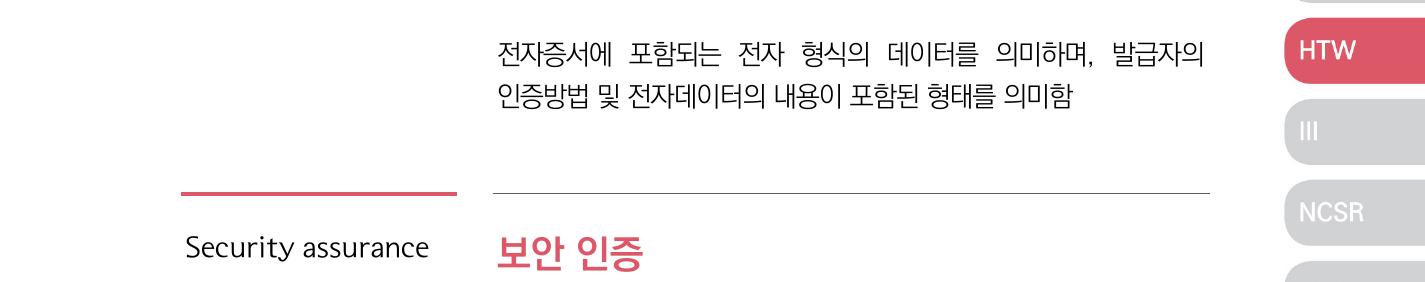 전자증서에 포함되는 전자 형식의 데이터를 의미하며, 발급자의
인증방법 및 전자데이터의 내용이 포함된 형태를 의미함
Security assurance
보안 인증
HTW
III
NCSR